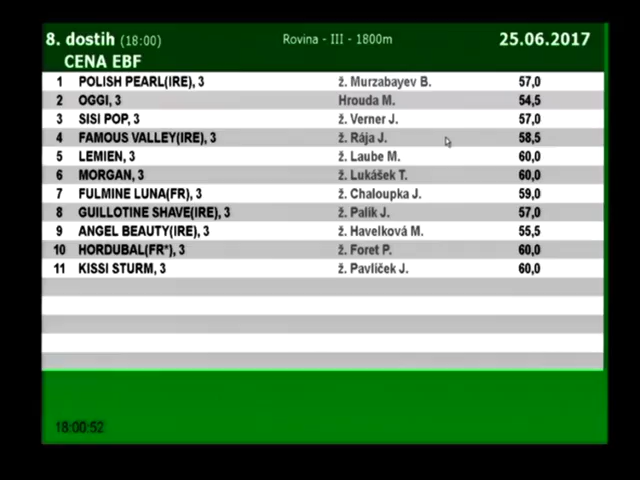 8. dostih (18:00) Rovina - III - 1800m 25.06.2017
CENA EBF
1 POLISH PEARL(IRE), 3 ž. Murzabayev B. 57,0
2 OGGI, 3 Hrouda M. 54,5
3 SISI POP, 3 ž. Verner J. 57,0
4 FAMOUS VALLEY(IRE), 3 ž. Rája J. 58,5
5 LEMIEN, 3 ž. Laube M. 60,0
6 MORGAN, 3 ž. Lukášek T. 60,0
7 FULMINE LUNA(FR), 3 ž. Chaloupka J. 59,0
8 GUILLOTINE SHAVE(IRE), 3 ž. Palík J. 57,0
9 ANGEL BEAUTY(IRE), 3 ž. Havelková M. 55,5
10 HORDUBAL(FR*), 3 ž. Foret P. 60,0
11 KISSI STURM, 3 ž. Pavlíček J. 60,0
18:00:52